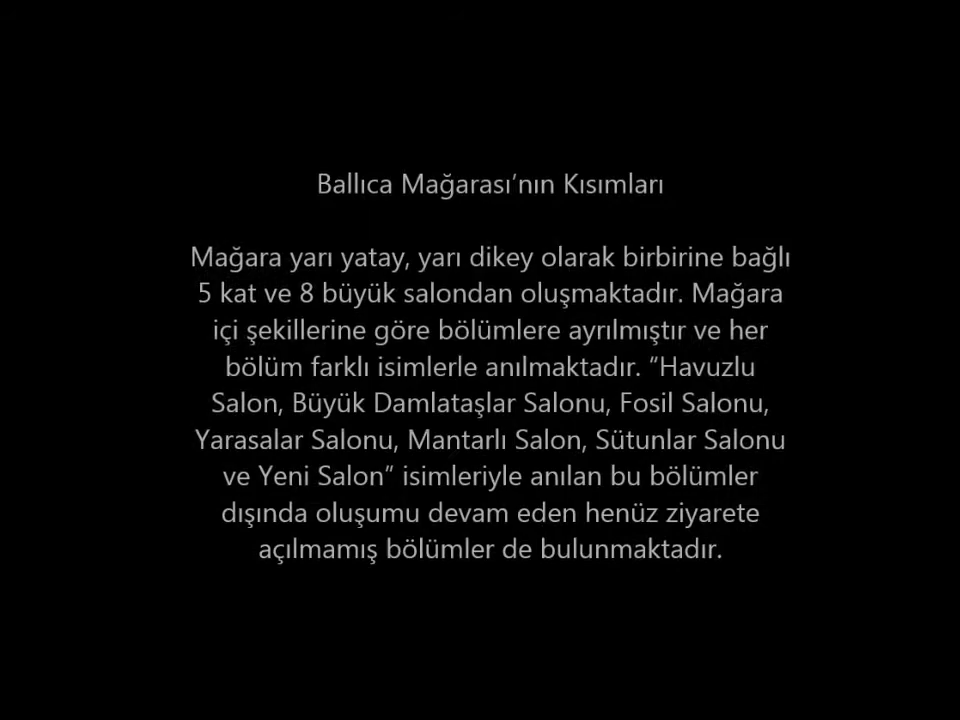 Ballıca Mağarası’nın Kısımları
Mağara yarı yatay, yarı dikey olarak birbirine bağlı
5 kat ve 8 büyük salondan oluşmaktadır. Mağara
içi şekillerine göre bölümlere ayrılmıştır ve her
bölüm farklı isimlerle anılmaktadır. “Havuzlu
Salon, Büyük Damlataşlar Salonu, Fosil Salonu,
Yarasalar Salonu, Mantarlı Salon, Sütunlar Salonu
ve Yeni Salon” isimleriyle anılan bu bölümler
dışında oluşumu devam eden henüz ziyarete
açılmamış bölümler de bulunmaktadır.